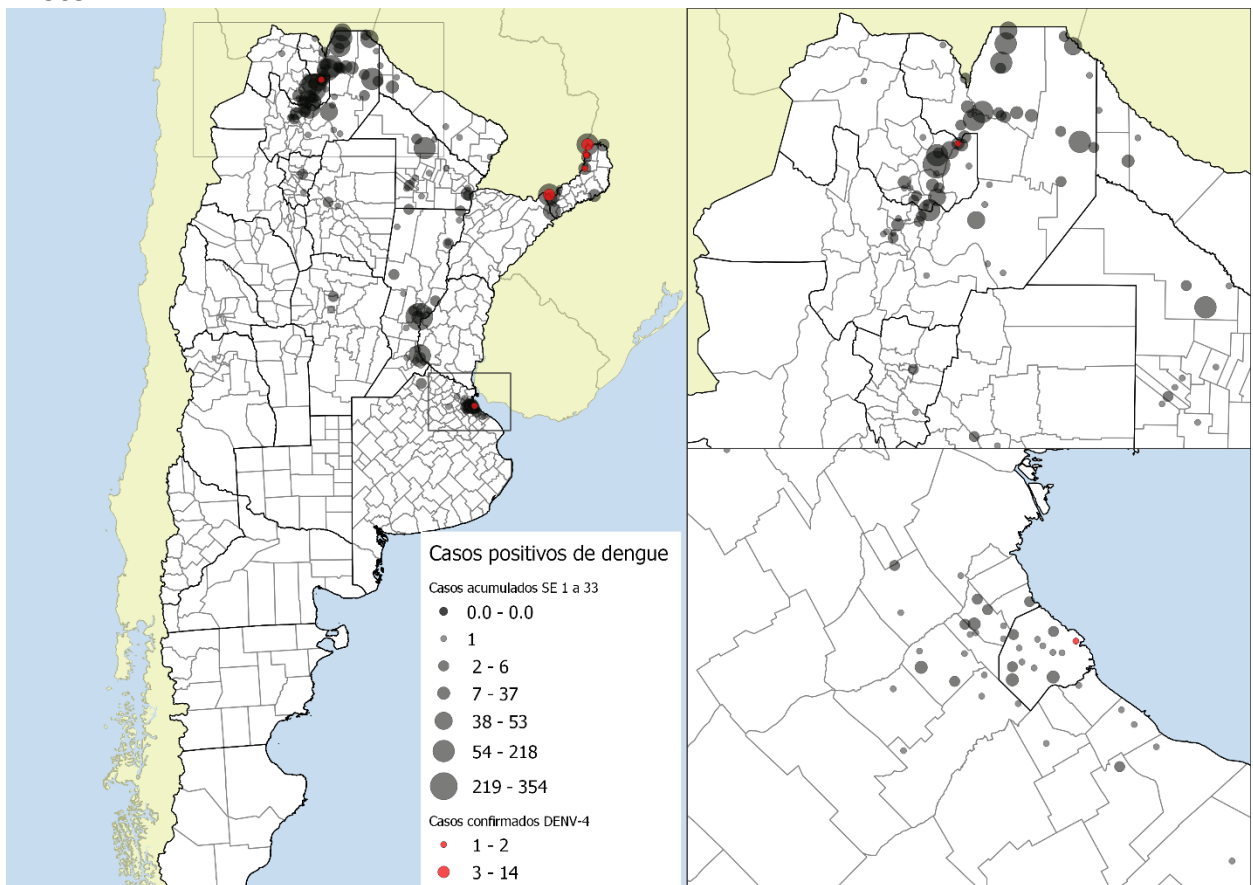 Casos positivos de dengue
Casos acumulados SE 1 a 33
0.0 - 0.0
1
2 - 6
7 - 37
38 - 53
54 - 218
219 - 354
Casos confirmados DENV-4
1 - 2
3 - 14